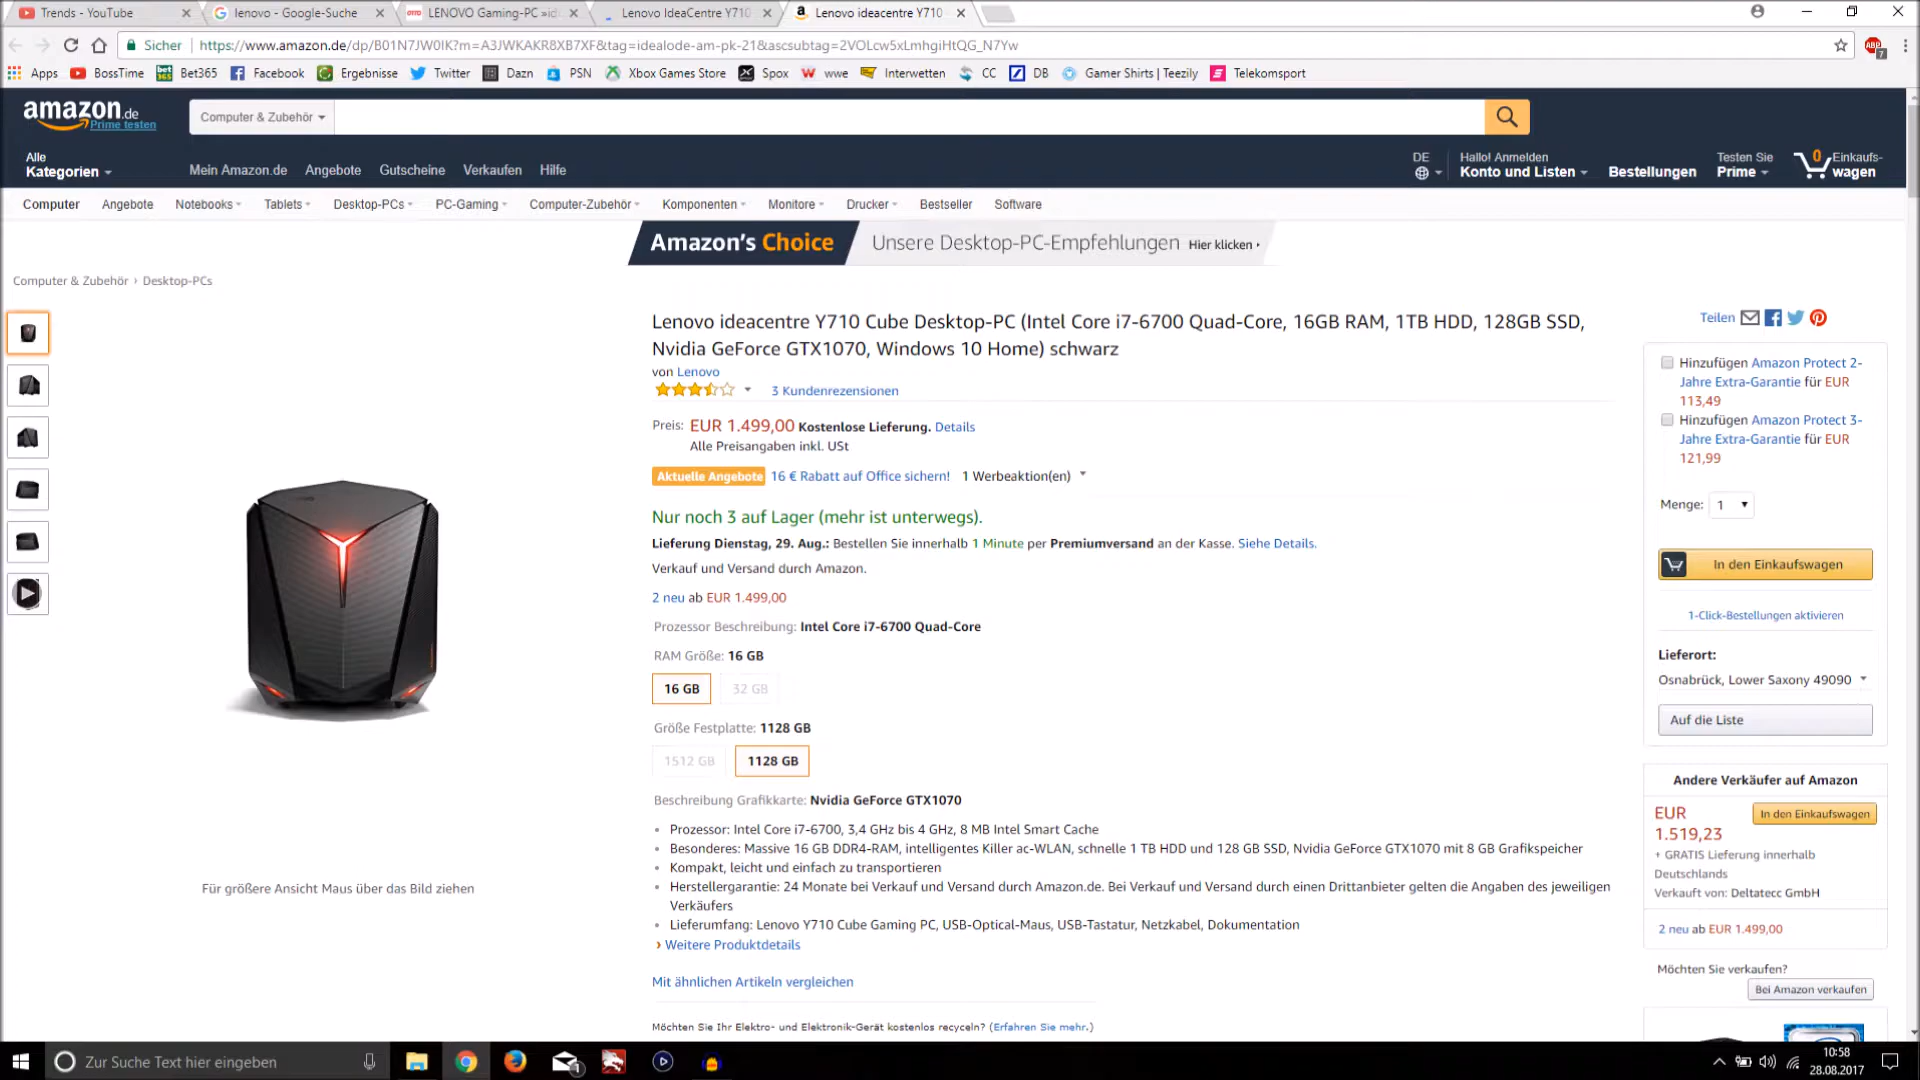 Trends - YouTube
lenovo - Google-Suche
LENOVO Gaming-PC »id
Lenovo IdeaCentre Y710
Lenovo ideacentre Y710
Sicher
https://www.amazon.de/dp/B01N7JW0IK?m=A3JWKAKR8XB7XF&tag=idealode-am-pk-21&ascsubtag=2VOLcw5xLmhgiHtQG_N7Yw
Apps BossTime Bet365 Facebook Ergebnisse Twitter Dazn PSN Xbox Games Store Spox wwe Interwetten CC DB Gamer Shirts | Teezily Telekomsport
amazon.de
Prime testen
Computer & Zubehör
Alle
Kategorien
Mein Amazon.de Angebote Gutscheine Verkaufen Hilfe
DE
Hallo! Anmelden
Konto und Listen
Bestellungen
Testen Sie
Prime
0
Einkaufs-
wagen
Computer Angebote Notebooks Tablets Desktop-PCs PC-Gaming Computer-Zubehör Komponenten Monitore Drucker Bestseller Software
Amazon's Choice Unsere Desktop-PC-Empfehlungen Hier klicken
Computer & Zubehör › Desktop-PCs
Lenovo ideacentre Y710 Cube Desktop-PC (Intel Core i7-6700 Quad-Core, 16GB RAM, 1TB HDD, 128GB SSD,
Nvidia GeForce GTX1070, Windows 10 Home) schwarz
von Lenovo
3 Kundenrezensionen
Preis: EUR 1.499,00 Kostenlose Lieferung. Details
Alle Preisangaben inkl. USt
Aktuelle Angebote 16 € Rabatt auf Office sichern! 1 Werbeaktion(en)
Nur noch 3 auf Lager (mehr ist unterwegs).
Lieferung Dienstag, 29. Aug.: Bestellen Sie innerhalb 1 Minute per Premiumversand an der Kasse. Siehe Details.
Verkauf und Versand durch Amazon.
2 neu ab EUR 1.499,00
Prozessor Beschreibung: Intel Core i7-6700 Quad-Core
RAM Größe: 16 GB
16 GB 32 GB
Größe Festplatte: 1128 GB
1512 GB 1128 GB
Beschreibung Grafikkarte: Nvidia GeForce GTX1070
Prozessor: Intel Core i7-6700, 3,4 GHz bis 4 GHz, 8 MB Intel Smart Cache
Besonderes: Massive 16 GB DDR4-RAM, intelligentes Killer ac-WLAN, schnelle 1 TB HDD und 128 GB SSD, Nvidia GeForce GTX1070 mit 8 GB Grafikspeicher
Kompakt, leicht und einfach zu transportieren
Herstellergarantie: 24 Monate bei Verkauf und Versand durch Amazon.de. Bei Verkauf und Versand durch einen Drittanbieter gelten die Angaben des jeweiligen
Verkäufers
Lieferumfang: Lenovo Y710 Cube Gaming PC, USB-Optical-Maus, USB-Tastatur, Netzkabel, Dokumentation
› Weitere Produktdetails
Mit ähnlichen Artikeln vergleichen
Möchten Sie Ihr Elektro- und Elektronik-Gerät kostenlos recyceln? (Erfahren Sie mehr.)
Für größere Ansicht Maus über das Bild ziehen
Teilen
Hinzufügen Amazon Protect 2-
Jahre Extra-Garantie für EUR
113,49
Hinzufügen Amazon Protect 3-
Jahre Extra-Garantie für EUR
121,99
Menge: 1
In den Einkaufswagen
1-Click-Bestellungen aktivieren
Lieferort:
Osnabrück, Lower Saxony 49090
Auf die Liste
Andere Verkäufer auf Amazon
EUR
1.519,23
In den Einkaufswagen
+ GRATIS Lieferung innerhalb
Deutschlands
Verkauft von: Deltatecc GmbH
2 neu ab EUR 1.499,00
Möchten Sie verkaufen?
Bei Amazon verkaufen
Zur Suche Text hier eingeben
10:58
28.08.2017